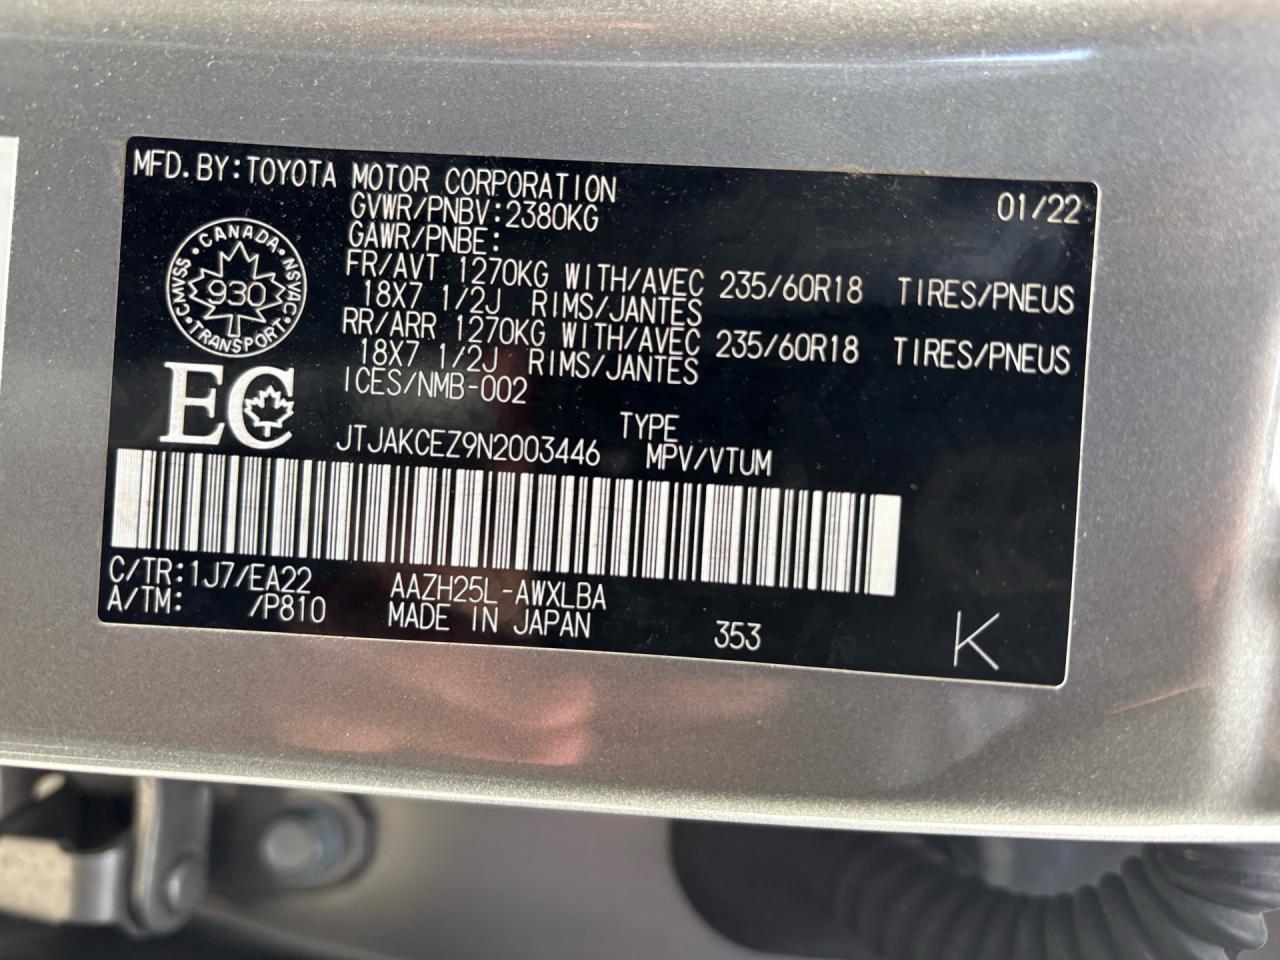 MFD.BY:TOYOTA MOTOR CORPORATION 01/22
GVWR/PNBV:2380KG
GAWR/PNBE:
FR/AVT 1270KG WITH/AVEC 235/60R18 TIRES/PNEUS
18X7 1/2J RIMS/JANTES
RR/ARR 1270KG WITH/AVEC 235/60R18 TIRES/PNEUS
18X7 1/2J RIMS/JANTES
ICES/NMB-002
CANADA
CMVSS · NSVAC
930
TRANSPORT
EC
TYPE
JTJAKCEZ9N2003446 MPV/VTUM
C/TR:1J7/EA22 AAZH25L-AWXLBA
A/TM: /P810 MADE IN JAPAN 353 K